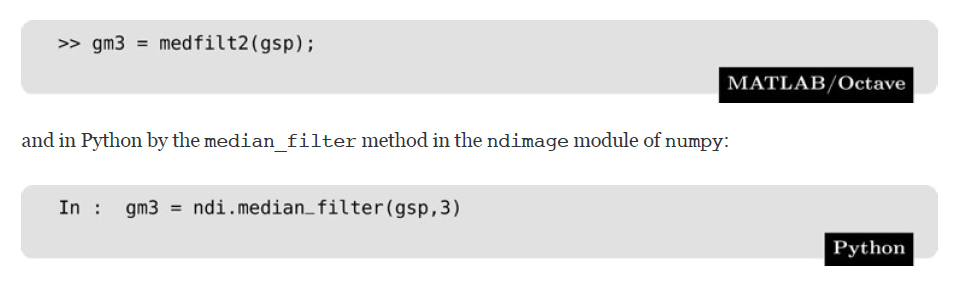 >> gm3 = medfilt2(gsp);
MATLAB/Octave
and in Python by the median_filter method in the ndimage module of numpy:
In :  gm3 = ndi.median_filter(gsp,3)
Python